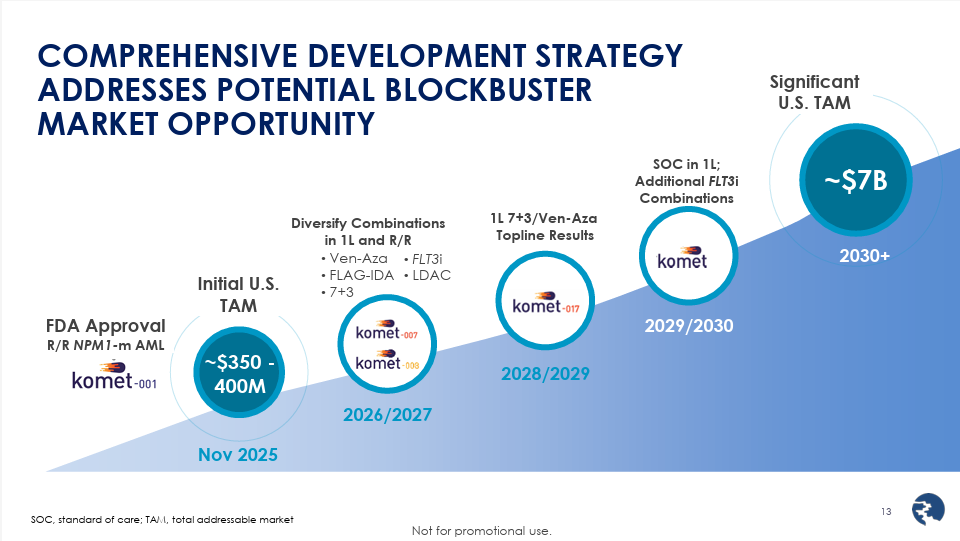 COMPREHENSIVE DEVELOPMENT STRATEGY
ADDRESSES POTENTIAL BLOCKBUSTER
MARKET OPPORTUNITY
FDA Approval
R/R NPM1-m AML
komet-001
Initial U.S.
TAM
~$350 -
400M
Nov 2025
Diversify Combinations
in 1L and R/R
• Ven-Aza
• FLAG-IDA
• 7+3
• FLT3i
• LDAC
komet-007
komet-008
2026/2027
1L 7+3/Ven-Aza
Topline Results
komet-017
2028/2029
SOC in 1L;
Additional FLT3i
Combinations
komet
2029/2030
Significant
U.S. TAM
~$7B
2030+
SOC, standard of care; TAM, total addressable market
Not for promotional use.
13